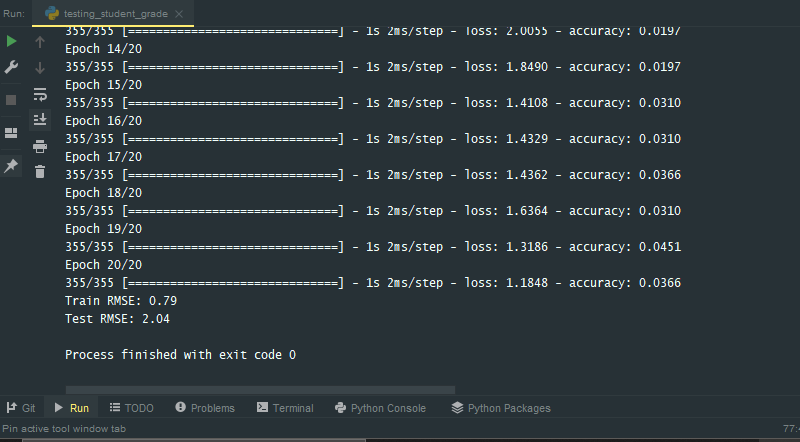 Run: testing_student_grade
355/355 [==============================] - 1s 2ms/step - loss: 2.0055 - accuracy: 0.0197
Epoch 14/20
355/355 [==============================] - 1s 2ms/step - loss: 1.8490 - accuracy: 0.0197
Epoch 15/20
355/355 [==============================] - 1s 2ms/step - loss: 1.4108 - accuracy: 0.0310
Epoch 16/20
355/355 [==============================] - 1s 2ms/step - loss: 1.4329 - accuracy: 0.0310
Epoch 17/20
355/355 [==============================] - 1s 2ms/step - loss: 1.4362 - accuracy: 0.0366
Epoch 18/20
355/355 [==============================] - 1s 2ms/step - loss: 1.6364 - accuracy: 0.0310
Epoch 19/20
355/355 [==============================] - 1s 2ms/step - loss: 1.3186 - accuracy: 0.0451
Epoch 20/20
355/355 [==============================] - 1s 2ms/step - loss: 1.1848 - accuracy: 0.0366
Train RMSE: 0.79
Test RMSE: 2.04
Process finished with exit code 0
Git Run TODO Problems Terminal Python Console Python Packages
Pin active tool window tab